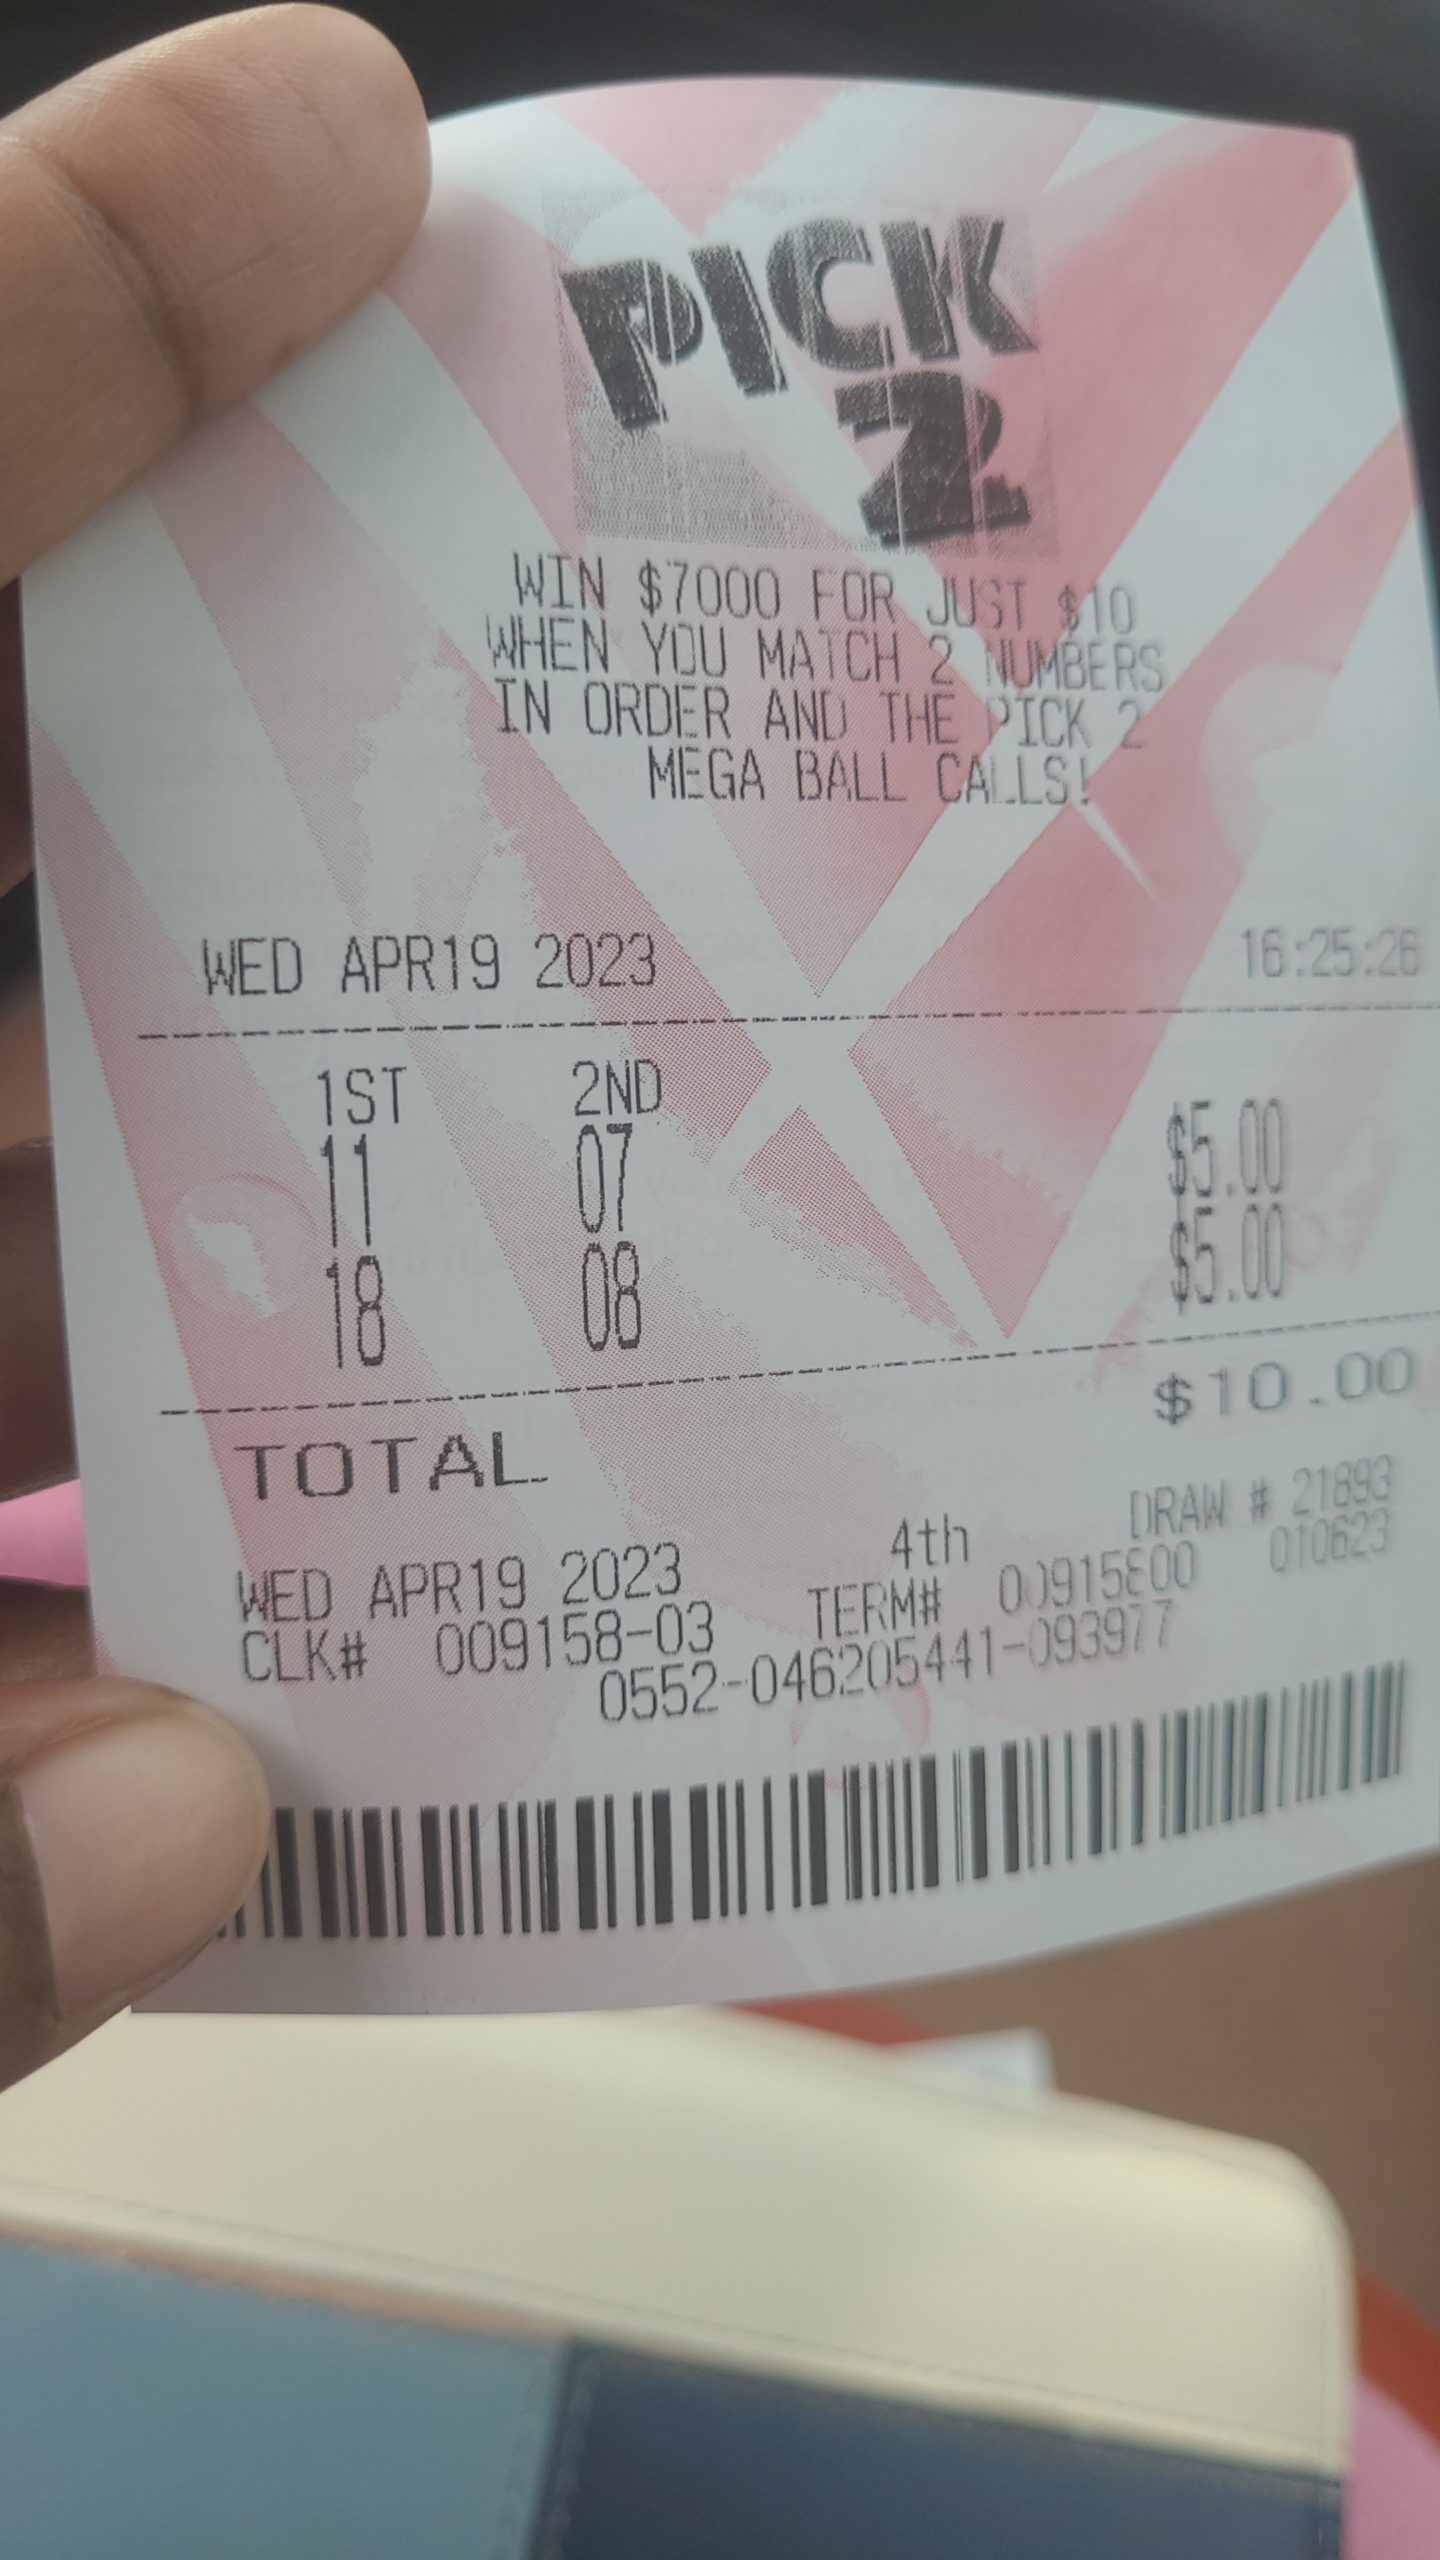 PICK
2
WIN $7000 FOR JUST $10
WHEN YOU MATCH 2 NUMBERS
IN ORDER AND THE PICK 2
MEGA BALL CALLS!
WED APR19 2023 16:25:26
1ST 2ND
11 07 $5.00
18 08 $5.00
TOTAL $10.00
WED APR19 2023 4th DRAW # 21893
CLK# 009158-03 TERM# 00915800 010623
0552-046205441-093977